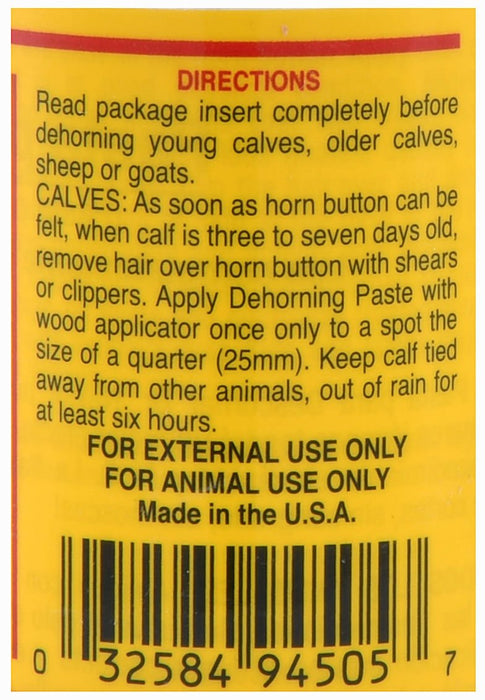 DIRECTIONS
Read package insert completely before
dehorning young calves, older calves,
sheep or goats.
CALVES: As soon as horn button can be
felt, when calf is three to seven days old,
remove hair over horn button with shears
or clippers. Apply Dehorning Paste with
wood applicator once only to a spot the
size of a quarter (25mm). Keep calf tied
away from other animals, out of rain for
at least six hours.
FOR EXTERNAL USE ONLY
FOR ANIMAL USE ONLY
Made in the U.S.A.
0 32584 94505 7